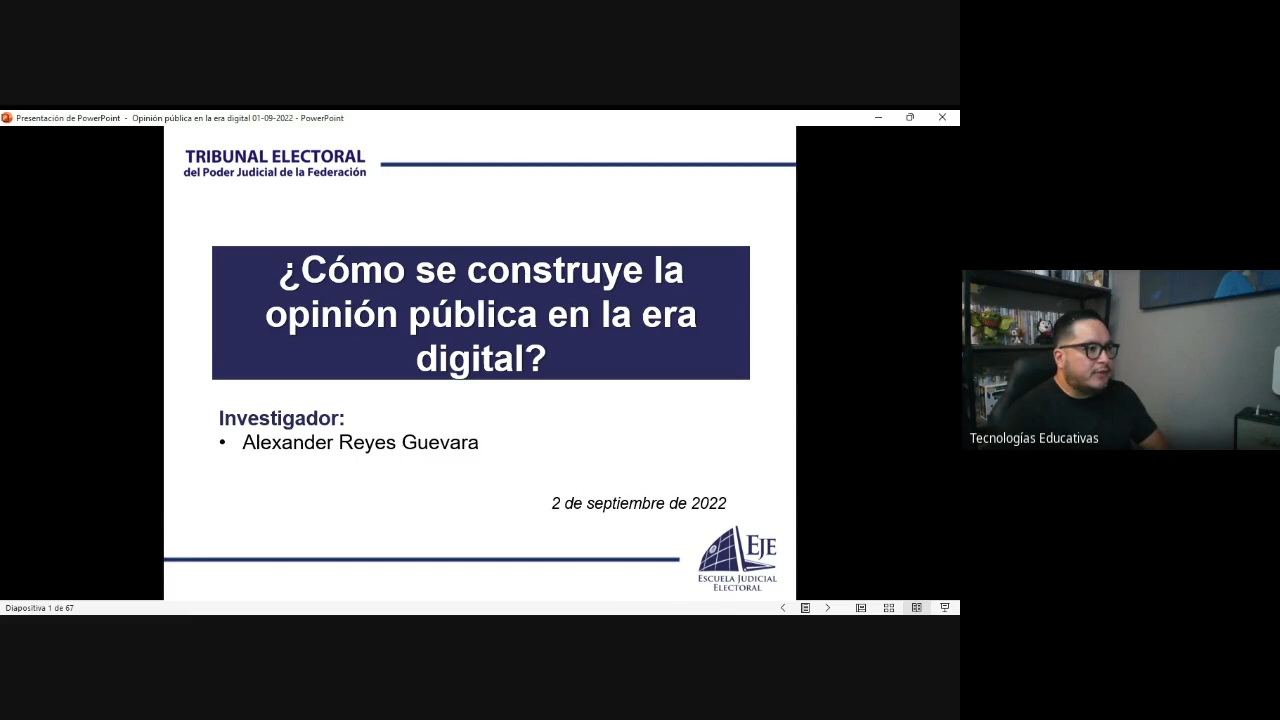 Presentación de PowerPoint - Opinión pública en la era digital 01-09-2022 - PowerPoint
TRIBUNAL ELECTORAL
del Poder Judicial de la Federación
¿Cómo se construye la
opinión pública en la era
digital?
Investigador:
• Alexander Reyes Guevara
2 de septiembre de 2022
EJE
ESCUELA JUDICIAL
ELECTORAL
Tecnologías Educativas
Diapositiva 1 de 67